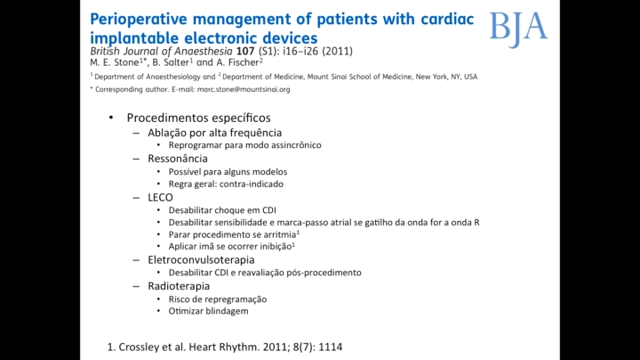 Perioperative management of patients with cardiac
implantable electronic devices
BJA
British Journal of Anaesthesia 107 (S1): i16–i26 (2011)
M. E. Stone1*, B. Salter1 and A. Fischer2
1 Department of Anaesthesiology and 2 Department of Medicine, Mount Sinai School of Medicine, New York, NY, USA
* Corresponding author. E-mail: marc.stone@mountsinai.org
• Procedimentos específicos
– Ablação por alta frequência
• Reprogramar para modo assincrônico
– Ressonância
• Possível para alguns modelos
• Regra geral: contra-indicado
– LECO
• Desabilitar choque em CDI
• Desabilitar sensibilidade e marca-passo atrial se gatilho da onda for a onda R
• Parar procedimento se arritmia1
• Aplicar imã se ocorrer inibição1
– Eletroconvulsoterapia
• Desabilitar CDI e reavaliação pós-procedimento
– Radioterapia
• Risco de repregramação
• Otimizar blindagem
1. Crossley et al. Heart Rhythm. 2011; 8(7): 1114